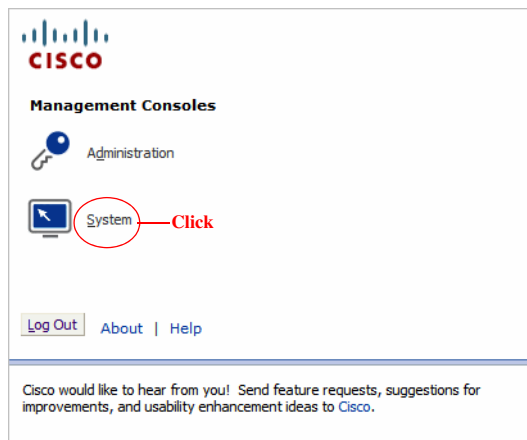 CISCO
Management Consoles
Administration
System
Click
Log Out
About | Help
Cisco would like to hear from you! Send feature requests, suggestions for
improvements, and usability enhancement ideas to Cisco.